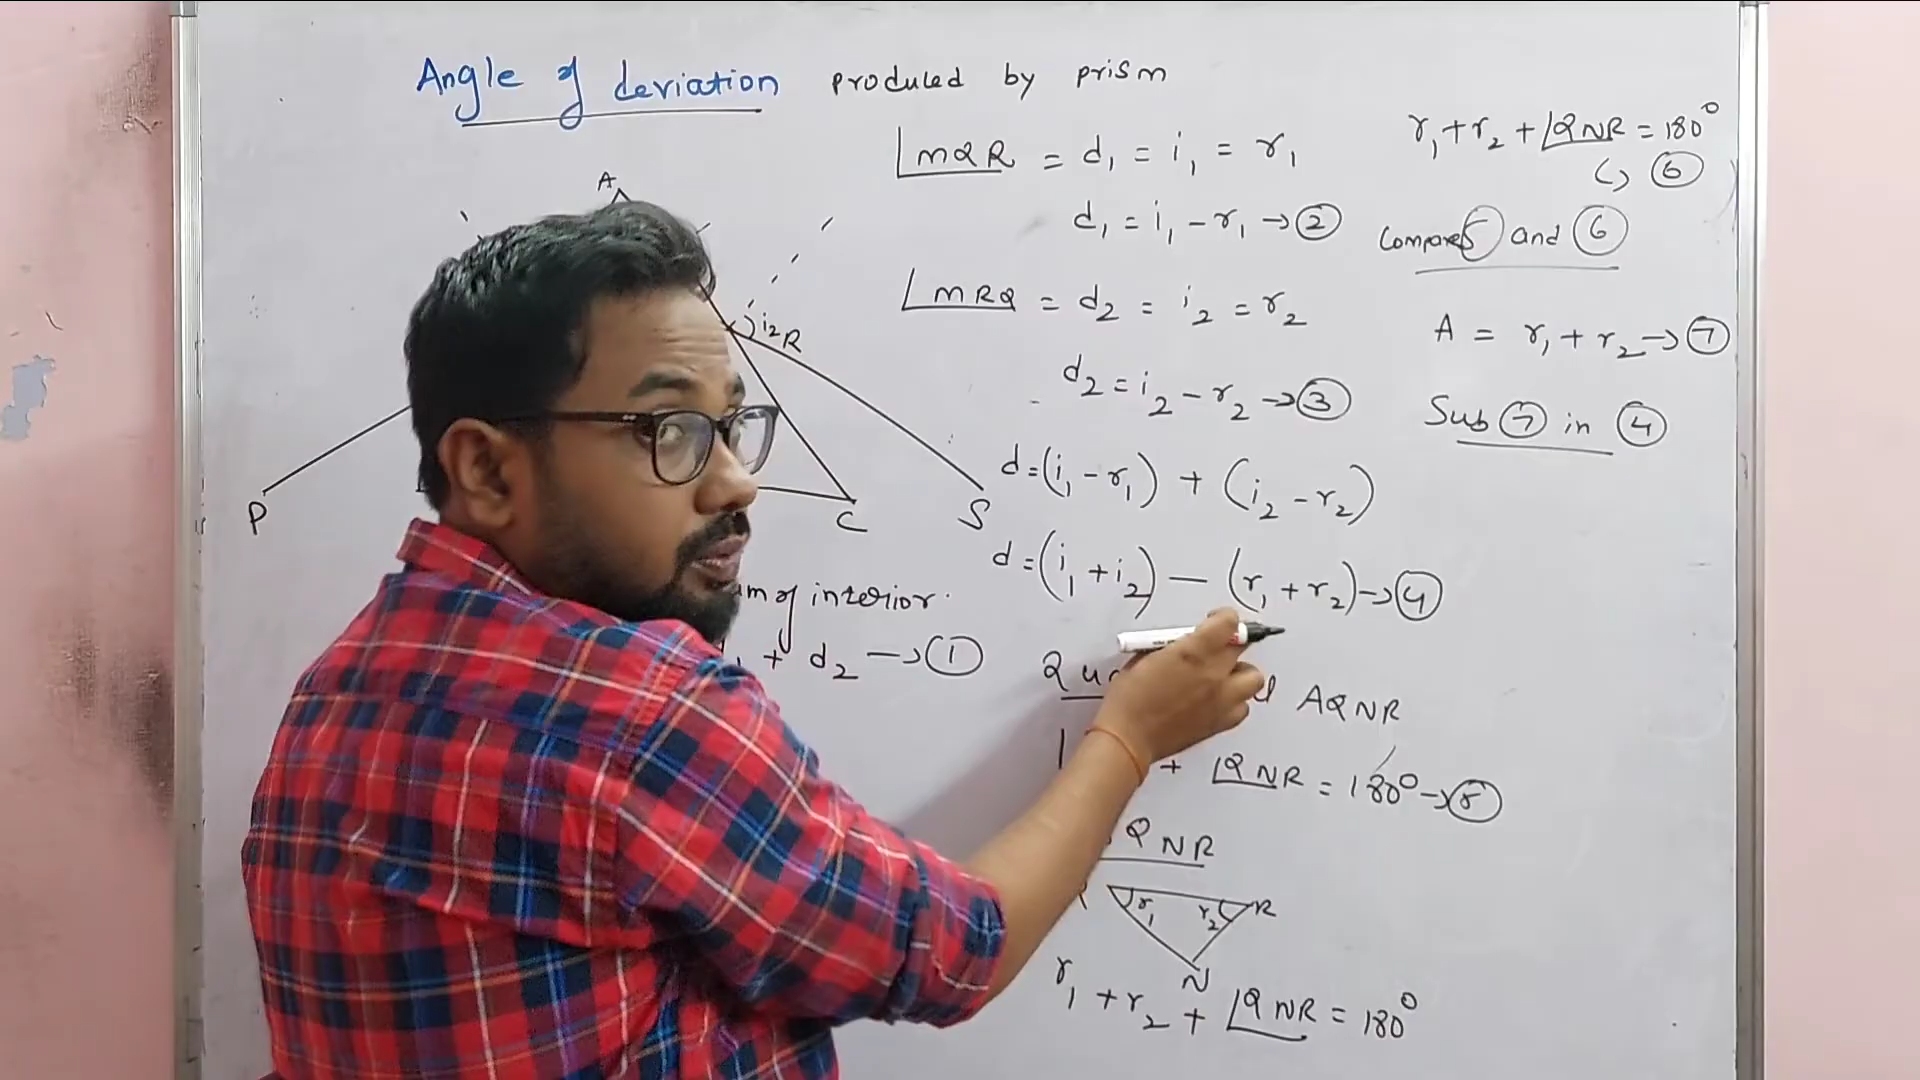 Angle of deviation produced by prism
A
i2 R
P
C
S
of interior.
+ d2 → ①
∠MQR = d1 = i1 = r1
d1 = i1 - r1 → ②
∠MRQ = d2 = i2 = r2
d2 = i2 - r2 → ③
d = (i1 - r1) + (i2 - r2)
d = (i1 + i2) — (r1 + r2) → ④
AQNR
+ ∠QNR = 180° → ⑤
QNR
r1 r2 R
N
r1 + r2 + ∠QNR = 180°
r1 + r2 + ∠QNR = 180°
↳ ⑥
Compare ⑤ and ⑥
A = r1 + r2 → ⑦
Sub ⑦ in ④